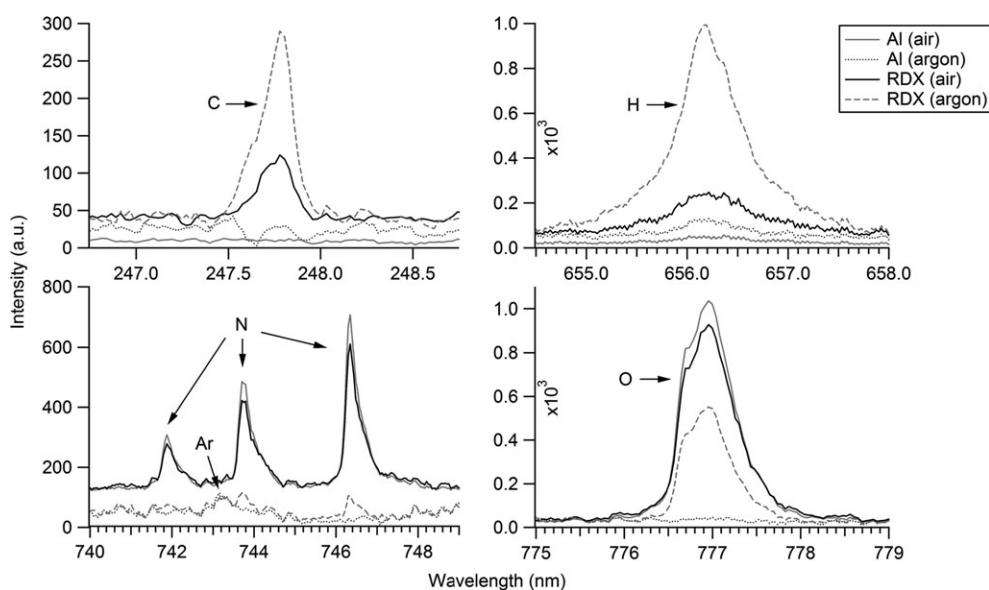 300
250
200
150
100
50
0
C
247.0 247.5 248.0 248.5
1.0
0.8
0.6
0.4
0.2
0.0
x10³
H
655.0 656.0 657.0 658.0
Al (air)
Al (argon)
RDX (air)
RDX (argon)
Intensity (a.u.)
800
600
400
200
0
N
Ar
740 742 744 746 748
1.0
0.8
0.6
0.4
0.2
0.0
x10³
O
775 776 777 778 779
Wavelength (nm)